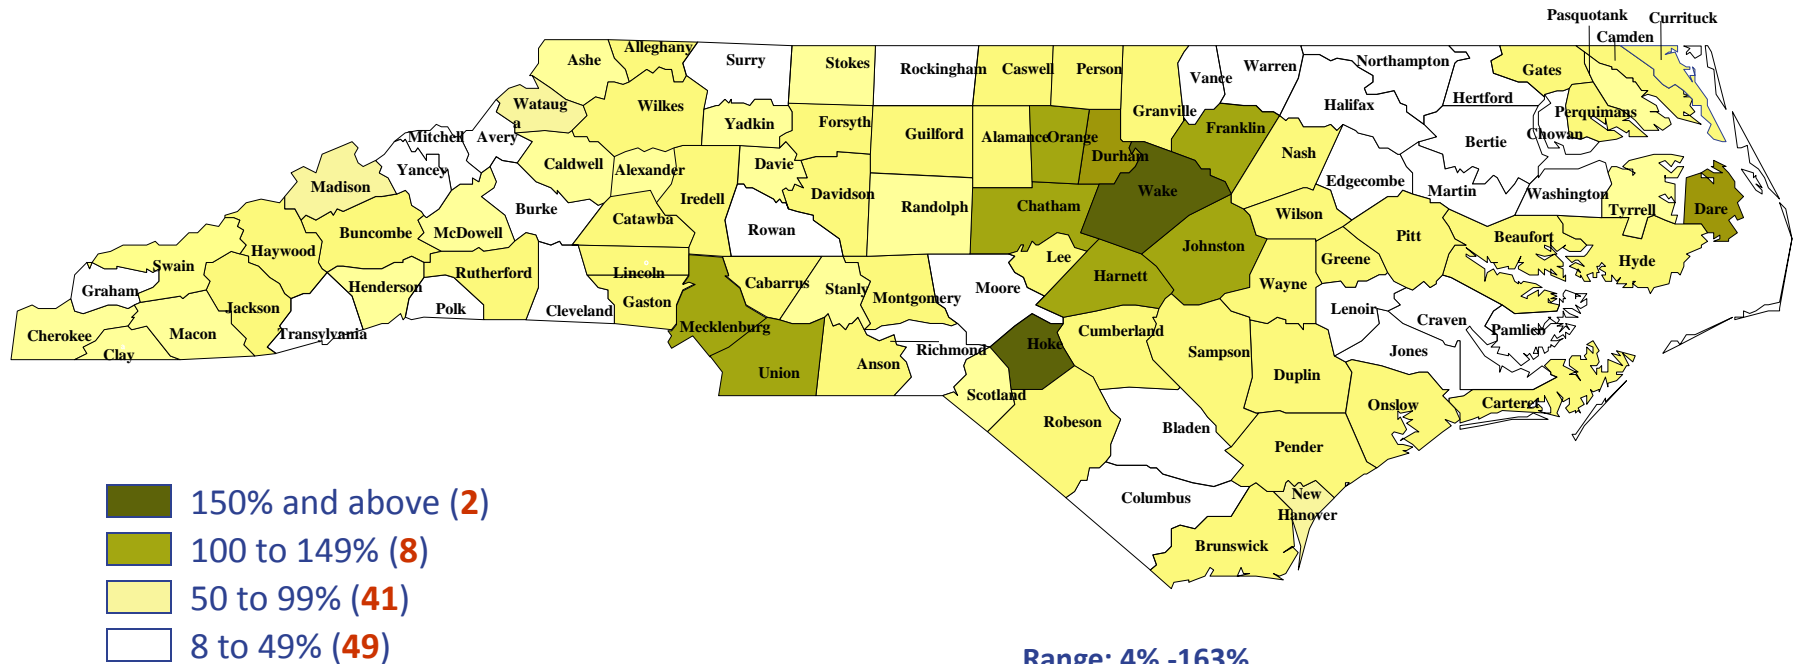 Pasquotank
Currituck
Camden
Alleghany
Ashe
Surry
Stokes
Rockingham
Caswell
Person
Vance
Warren
Northampton
Gates
Hertford
Halifax
Granville
Perquimans
Chowan
Bertie
Wataug
a
Wilkes
Yadkin
Forsyth
Guilford
Alamance
Orange
Durham
Franklin
Nash
Mitchell
Avery
Yancey
Caldwell
Alexander
Davie
Iredell
Davidson
Madison
Burke
Catawba
Rowan
Randolph
Chatham
Wake
Edgecombe
Martin
Washington
Tyrrell
Dare
Wilson
Pitt
Beaufort
Hyde
Buncombe
McDowell
Haywood
Swain
Graham
Jackson
Henderson
Rutherford
Lincoln
Gaston
Cabarrus
Stanly
Montgomery
Moore
Lee
Harnett
Johnston
Greene
Wayne
Lenoir
Craven
Pamlico
Jones
Cherokee
Clay
Macon
Transylvania
Polk
Cleveland
Mecklenburg
Union
Anson
Richmond
Hoke
Cumberland
Sampson
Duplin
Onslow
Carteret
Scotland
Robeson
Bladen
Pender
Columbus
New
Hanover
Brunswick
150% and above (2)
100 to 149% (8)
50 to 99% (41)
8 to 49% (49)
Range: 4% -163%